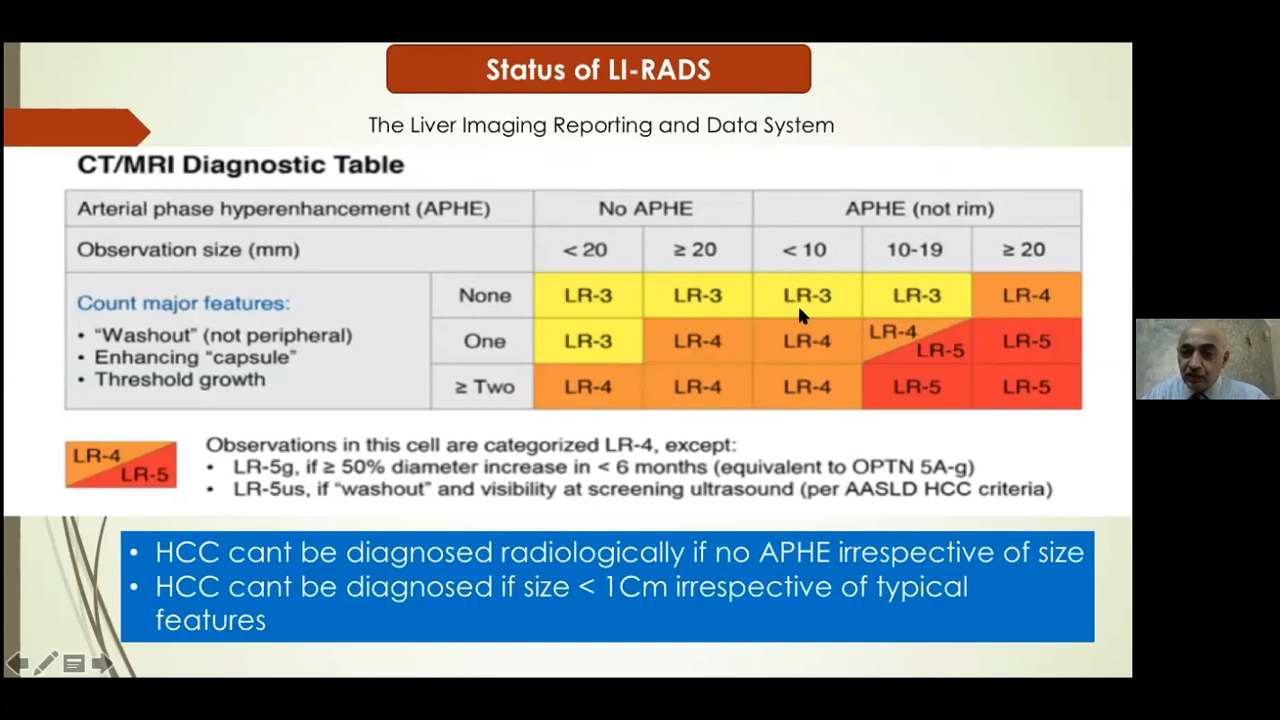 Status of LI-RADS
The Liver Imaging Reporting and Data System
CT/MRI Diagnostic Table
Arterial phase hyperenhancement (APHE) No APHE APHE (not rim)
Observation size (mm) < 20 ≥ 20 < 10 10-19 ≥ 20
Count major features:
• “Washout” (not peripheral)
• Enhancing “capsule”
• Threshold growth
None LR-3 LR-3 LR-3 LR-3 LR-4
One LR-3 LR-4 LR-4 LR-4 LR-5 LR-5
≥ Two LR-4 LR-4 LR-4 LR-5 LR-5
LR-4 LR-5
Observations in this cell are categorized LR-4, except:
• LR-5g, if ≥ 50% diameter increase in < 6 months (equivalent to OPTN 5A-g)
• LR-5us, if “washout” and visibility at screening ultrasound (per AASLD HCC criteria)
• HCC cant be diagnosed radiologically if no APHE irrespective of size
• HCC cant be diagnosed if size < 1Cm irrespective of typical
features